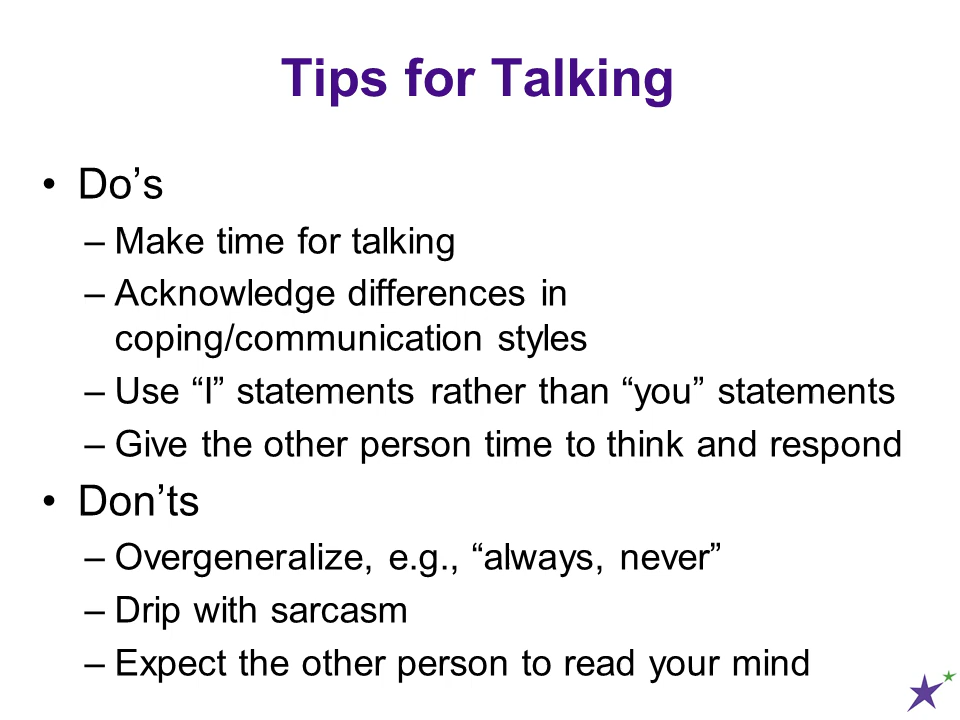 Tips for Talking
• Do’s
– Make time for talking
– Acknowledge differences in
coping/communication styles
– Use “I” statements rather than “you” statements
– Give the other person time to think and respond
• Don’ts
– Overgeneralize, e.g., “always, never”
– Drip with sarcasm
– Expect the other person to read your mind